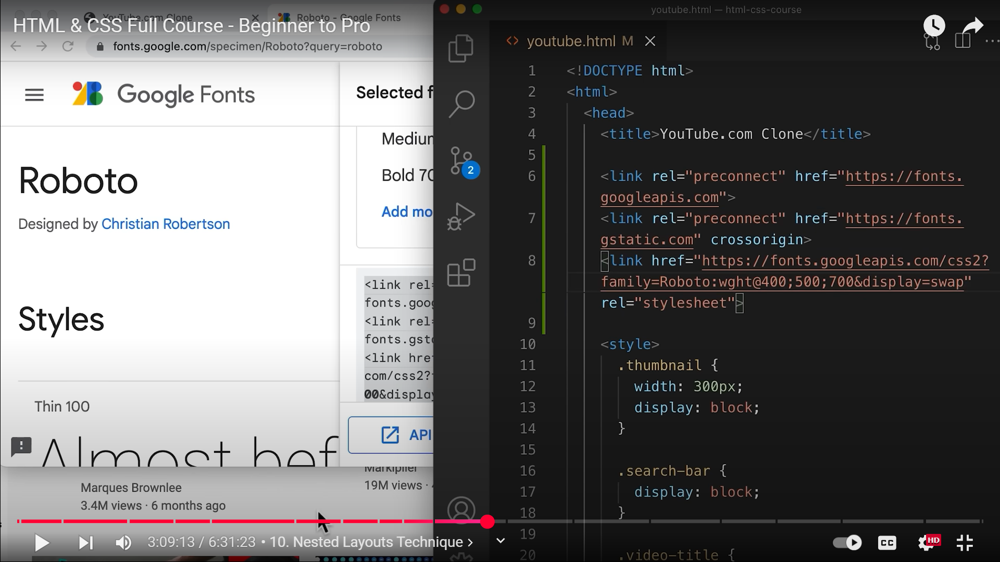 YouTube.com Clone
Roboto - Google Fonts
HTML & CSS Full Course - Beginner to Pro
fonts.google.com/specimen/Roboto?query=roboto
Google Fonts
Selected f
Roboto
Designed by Christian Robertson
Medium
Bold 70
Add mo
Styles
<link rel=
fonts.goog
<link rel=
fonts.gsta
<link hre
com/css2?
00&display
Thin 100
API
Almost bef
Marques Brownlee
3.4M views · 6 months ago
Markiplier
19M views ·
youtube.html — html-css-course
youtube.html M
2
1 <!DOCTYPE html>
2 <html>
3 <head>
4 <title>YouTube.com Clone</title>
5
6 <link rel="preconnect" href="https://fonts.
googleapis.com">
7 <link rel="preconnect" href="https://fonts.
gstatic.com" crossorigin>
8 <link href="https://fonts.googleapis.com/css2?
family=Roboto:wght@400;500;700&display=swap"
rel="stylesheet">
9
10 <style>
11 .thumbnail {
12 width: 300px;
13 display: block;
14 }
15
16 .search-bar {
17 display: block;
18 }
19
20 .video-title {
3:09:13 / 6:31:23 • 10. Nested Layouts Technique
CC
HD